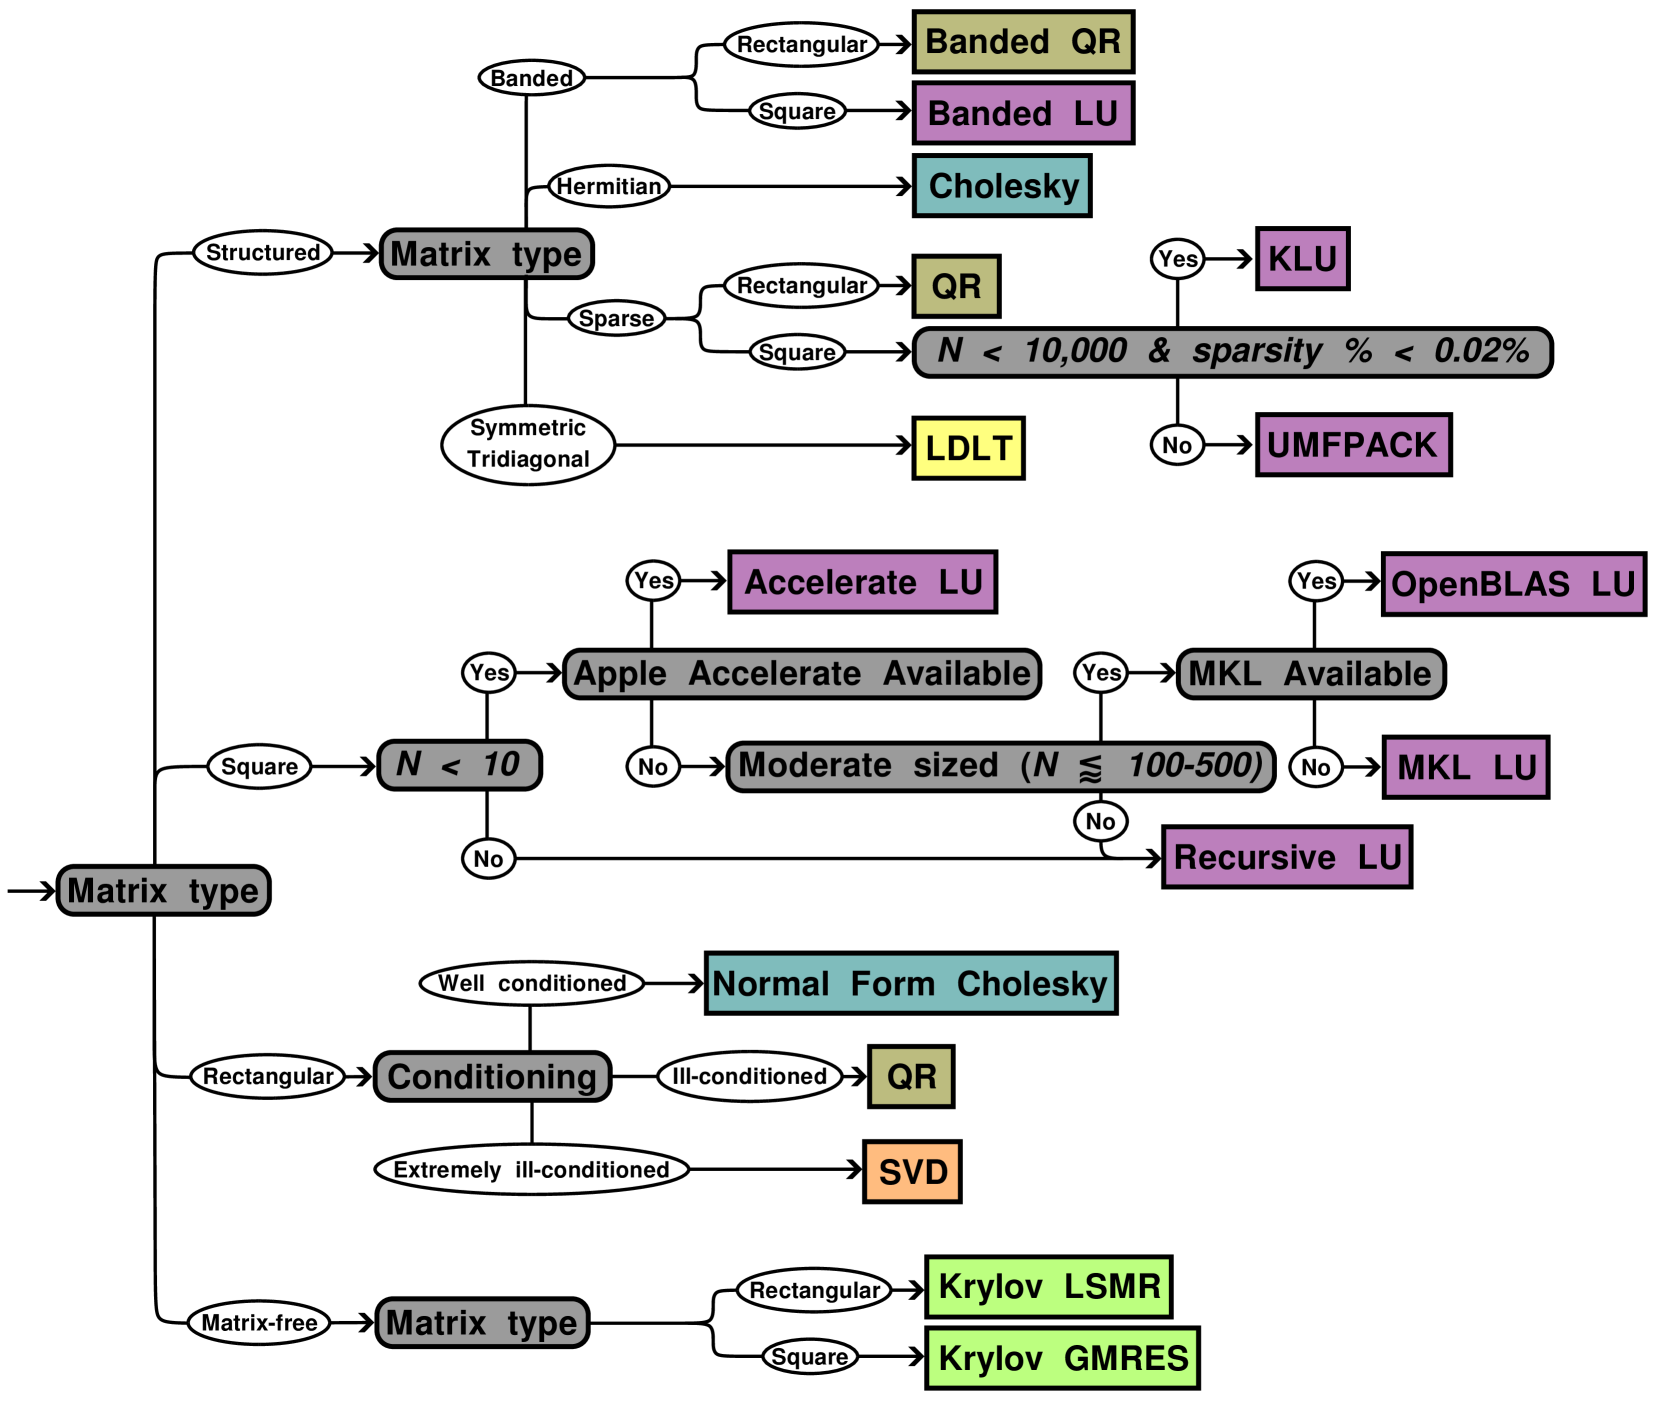 Rectangular
Banded QR
Banded
Square
Banded LU
Hermitian
Cholesky
Structured
Matrix type
Yes
KLU
Rectangular
QR
Sparse
Square
N < 10,000 & sparsity % < 0.02%
Symmetric
Tridiagonal
LDLT
No
UMFPACK
Yes
Accelerate LU
Yes
OpenBLAS LU
Yes
Apple Accelerate Available
Yes
MKL Available
Square
N < 10
No
Moderate sized (N ⪅ 100-500)
No
MKL LU
No
No
Recursive LU
Matrix type
Well conditioned
Normal Form Cholesky
Rectangular
Conditioning
Ill-conditioned
QR
Extremely ill-conditioned
SVD
Rectangular
Krylov LSMR
Matrix-free
Matrix type
Square
Krylov GMRES